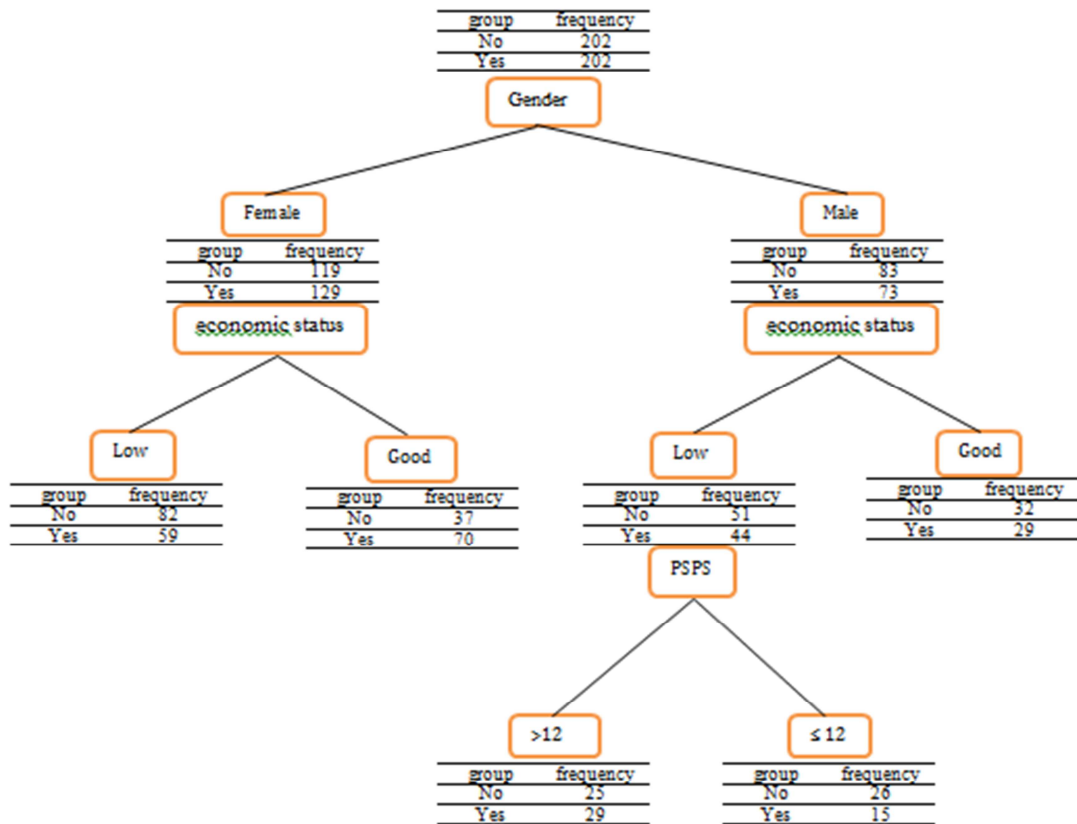 group frequency
No 202
Yes 202
Gender
Female
group frequency
No 119
Yes 129
economic status
Male
group frequency
No 83
Yes 73
economic status
Low
group frequency
No 82
Yes 59
Good
group frequency
No 37
Yes 70
Low
group frequency
No 51
Yes 44
PSPS
Good
group frequency
No 32
Yes 29
>12
group frequency
No 25
Yes 29
≤ 12
group frequency
No 26
Yes 15